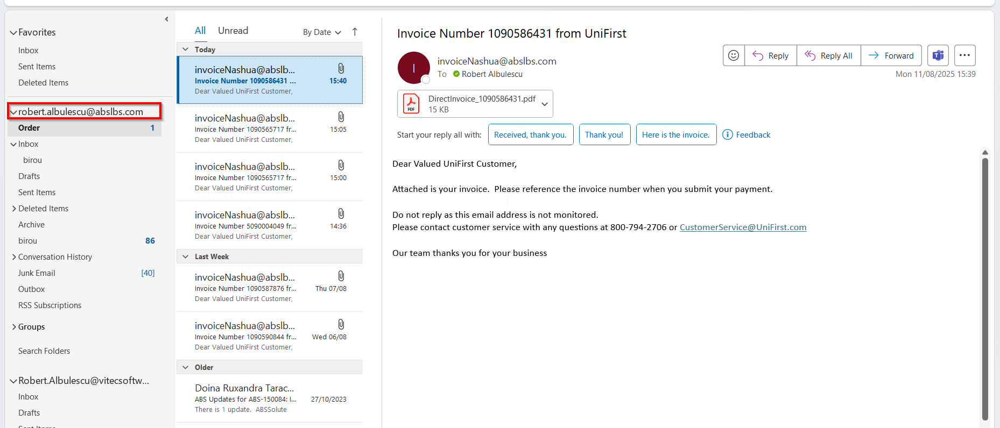 Favorites
Inbox
Sent Items
Deleted Items
robert.albulescu@abslbs.com
Order 1
Inbox
birou
Drafts
Sent Items
Deleted Items
Archive
birou 86
Conversation History
Junk Email [40]
Outbox
RSS Subscriptions
Groups
Search Folders
Robert.Albulescu@vitecsoftw...
Inbox
Drafts
All Unread By Date
Today
invoiceNashua@abslb...
Invoice Number 1090586431 ... 15:40
Dear Valued UniFirst Customer,
invoiceNashua@abslb...
Invoice Number 1090565717 fr... 15:05
Dear Valued UniFirst Customer,
invoiceNashua@abslb...
Invoice Number 1090565717 fr... 15:00
Dear Valued UniFirst Customer,
invoiceNashua@abslb...
Invoice Number 5090004049 fr... 14:36
Dear Valued UniFirst Customer,
Last Week
invoiceNashua@abslb...
Invoice Number 1090587876 fr... Thu 07/08
Dear Valued UniFirst Customer,
invoiceNashua@abslb...
Invoice Number 1090590844 fr... Wed 06/08
Dear Valued UniFirst Customer,
Older
Doina Ruxandra Tarac...
ABS Updates for ABS-150084: I... 27/10/2023
There is 1 update. ABSSolute
Invoice Number 1090586431 from UniFirst
I
invoiceNashua@abslbs.com
To Robert Albulescu
Reply Reply All Forward
Mon 11/08/2025 15:39
PDF
DirectInvoice_1090586431.pdf
15 KB
Start your reply all with: Received, thank you. Thank you! Here is the invoice. Feedback
Dear Valued UniFirst Customer,
Attached is your invoice. Please reference the invoice number when you submit your payment.
Do not reply as this email address is not monitored.
Please contact customer service with any questions at 800-794-2706 or CustomerService@UniFirst.com
Our team thanks you for your business